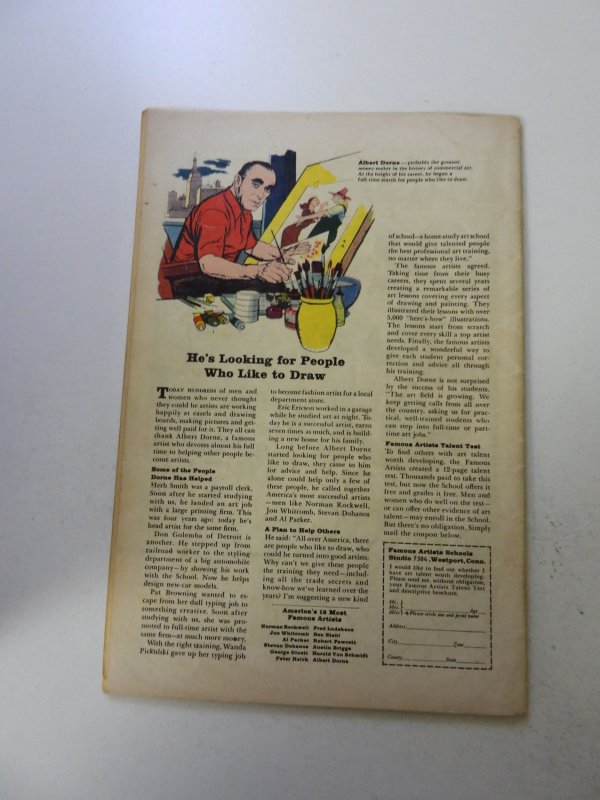 Albert Dorne—probably the greatest
money-maker in the history of commercial art.
At the height of his career, he began a
full-time search for people who like to draw.
He's Looking for People
Who Like to Draw
TODAY HUNDREDS of men and
women who never thought
they could be artists are working
happily at easels and drawing
boards, making pictures and get-
ting well paid for it. They all can
thank Albert Dorne, a famous
artist who devotes almost his full
time to helping other people be-
come artists.
Some of the People
Dorne Has Helped
Herb Smith was a payroll clerk.
Soon after he started studying
with us, he landed an art job
with a large printing firm. This
was four years ago; today he's
head artist for the same firm.
Don Golemba of Detroit is
another. He stepped up from
railroad worker to the styling
department of a big automobile
company—by showing his work
with the School. Now he helps
design new car models.
Pat Browning wanted to es-
cape from her dull typing job to
something creative. Soon after
studying with us, she was pro-
moted to full-time artist with the
same firm—at much more money.
With the right training, Wanda
Pickulski gave up her typing job
to become fashion artist for a local
department store.
Eric Ericson worked in a garage
while he studied art at night. To-
day he is a successful artist, earns
seven times as much, and is build-
ing a new home for his family.
Long before Albert Dorne
started looking for people who
like to draw, they came to him
for advice and help. Since he
alone could help only a few of
these people, he called together
America's most successful artists
—men like Norman Rockwell,
Jon Whitcomb, Stevan Dohanos
and Al Parker.
A Plan to Help Others
He said: "All over America, there
are people who like to draw, who
could be turned into good artists.
Why can't we give these people
the training they need—includ-
ing all the trade secrets and
know-how we've learned over the
years? I'm suggesting a new kind
America's 12 Most
Famous Artists
Norman Rockwell Fred Ludekens
Jon Whitcomb Ben Stahl
Al Parker Robert Fawcett
Stevan Dohanos Austin Briggs
George Giusti Harold Von Schmidt
Peter Helck Albert Dorne
of school—a home-study art school
that would give talented people
the best professional art training,
no matter where they live."
The famous artists agreed.
Taking time from their busy
careers, they spent several years
creating a remarkable series of
art lessons covering every aspect
of drawing and painting. They
illustrated their lessons with over
5,000 "here's-how" illustrations.
The lessons start from scratch
and cover every skill a top artist
needs. Finally, the famous artists
developed a wonderful way to
give each student personal cor-
rection and advice all through
his training.
Albert Dorne is not surprised
by the success of his students.
"The art field is growing. We
keep getting calls from all over
the country, asking us for prac-
tical, well-trained students who
can step into full-time or part-
time art jobs."
Famous Artists Talent Test
To find others with art talent
worth developing, the Famous
Artists created a 12-page talent
test. Thousands paid to take this
test, but now the School offers it
free and grades it free. Men and
women who do well on the test—
or can offer other evidence of art
talent—may enroll in the School.
But there's no obligation. Simply
mail the coupon below.
Famous Artists Schools
Studio 7384, Westport, Conn.
I would like to find out whether I
have art talent worth developing.
Please send me, without obligation,
your Famous Artists Talent Test
and descriptive brochure.
Mr.
Mrs. Age
Miss Please circle one and print name
Address
City Zone
County State